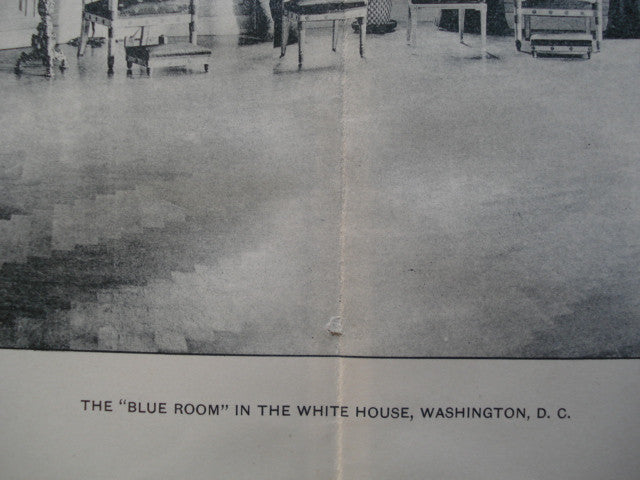 THE "BLUE ROOM" IN THE WHITE HOUSE, WASHINGTON, D. C.